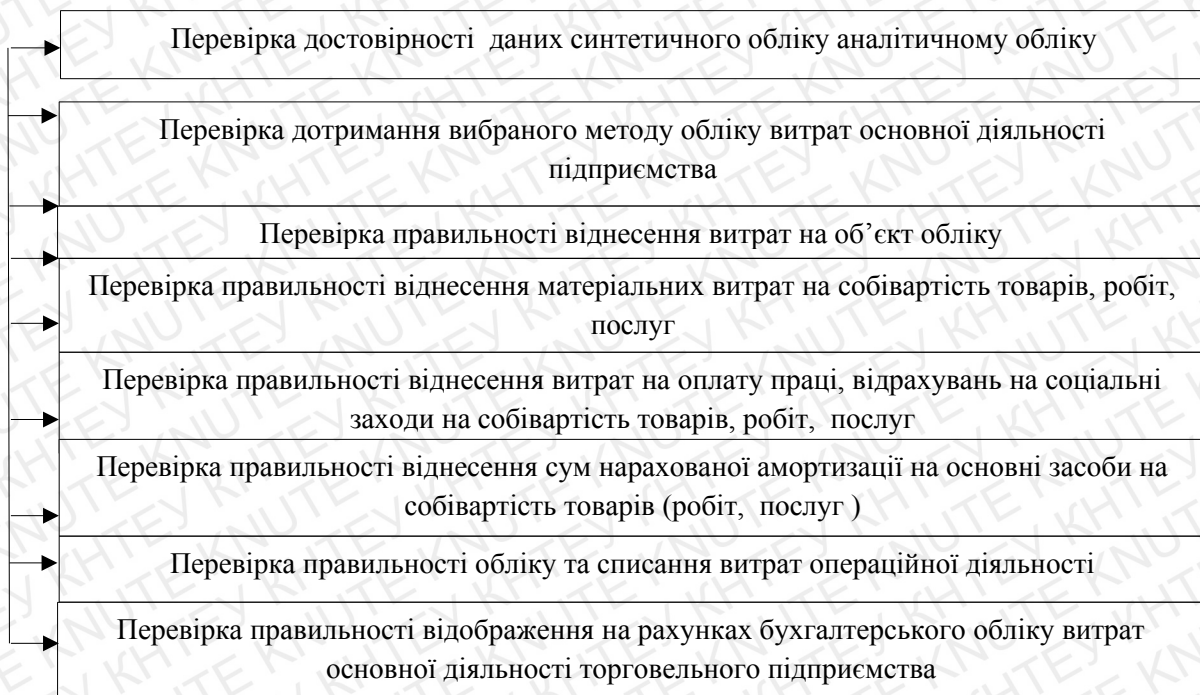 Перевірка достовірності даних синтетичного обліку аналітичному обліку
Перевірка дотримання вибраного методу обліку витрат основної діяльності
підприємства
Перевірка правильності віднесення витрат на об’єкт обліку
Перевірка правильності віднесення матеріальних витрат на собівартість товарів, робіт,
послуг
Перевірка правильності віднесення витрат на оплату праці, відрахувань на соціальні
заходи на собівартість товарів, робіт, послуг
Перевірка правильності віднесення сум нарахованої амортизації на основні засоби на
собівартість товарів (робіт, послуг )
Перевірка правильності обліку та списання витрат операційної діяльності
Перевірка правильності відображення на рахунках бухгалтерського обліку витрат
основної діяльності торговельного підприємства